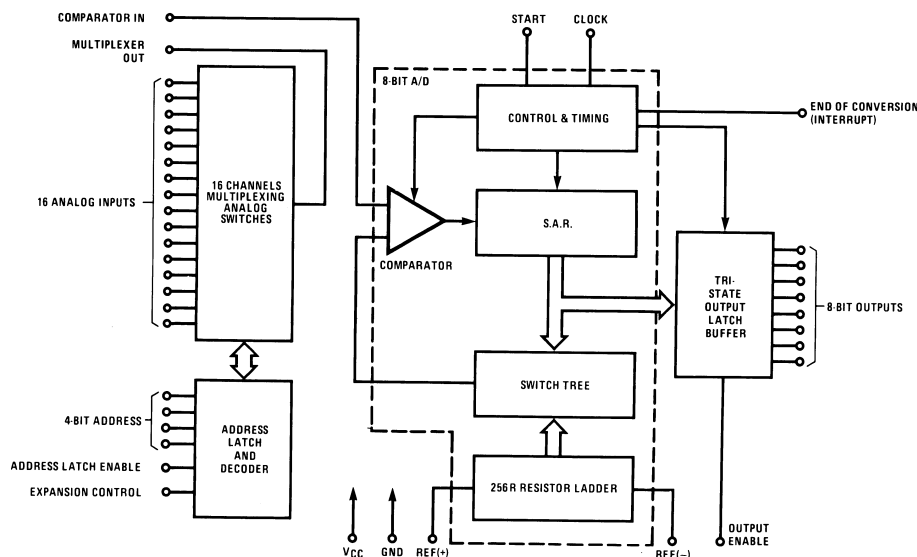 COMPARATOR IN
MULTIPLEXER
OUT
START
CLOCK
8-BIT A/D
CONTROL & TIMING
END OF CONVERSION
(INTERRUPT)
16 ANALOG INPUTS
16 CHANNELS
MULTIPLEXING
ANALOG
SWITCHES
S.A.R.
COMPARATOR
TRI-
STATE
OUTPUT
LATCH
BUFFER
8-BIT OUTPUTS
SWITCH TREE
4-BIT ADDRESS
ADDRESS
LATCH
AND
DECODER
ADDRESS LATCH ENABLE
EXPANSION CONTROL
256R RESISTOR LADDER
VCC
GND
REF(+)
REF(−)
OUTPUT
ENABLE